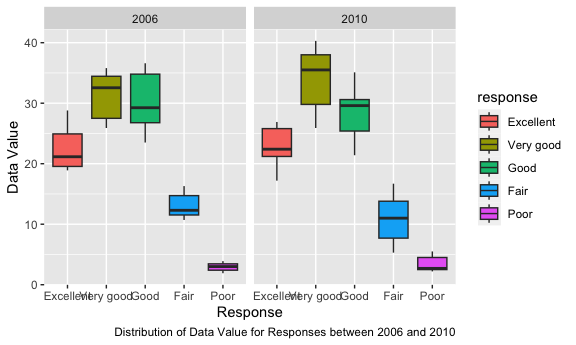 2006
2010
Data Value
40
30
20
10
0
Excellent Very good Good Fair Poor
Excellent Very good Good Fair Poor
Response
response
Excellent
Very good
Good
Fair
Poor
Distribution of Data Value for Responses between 2006 and 2010